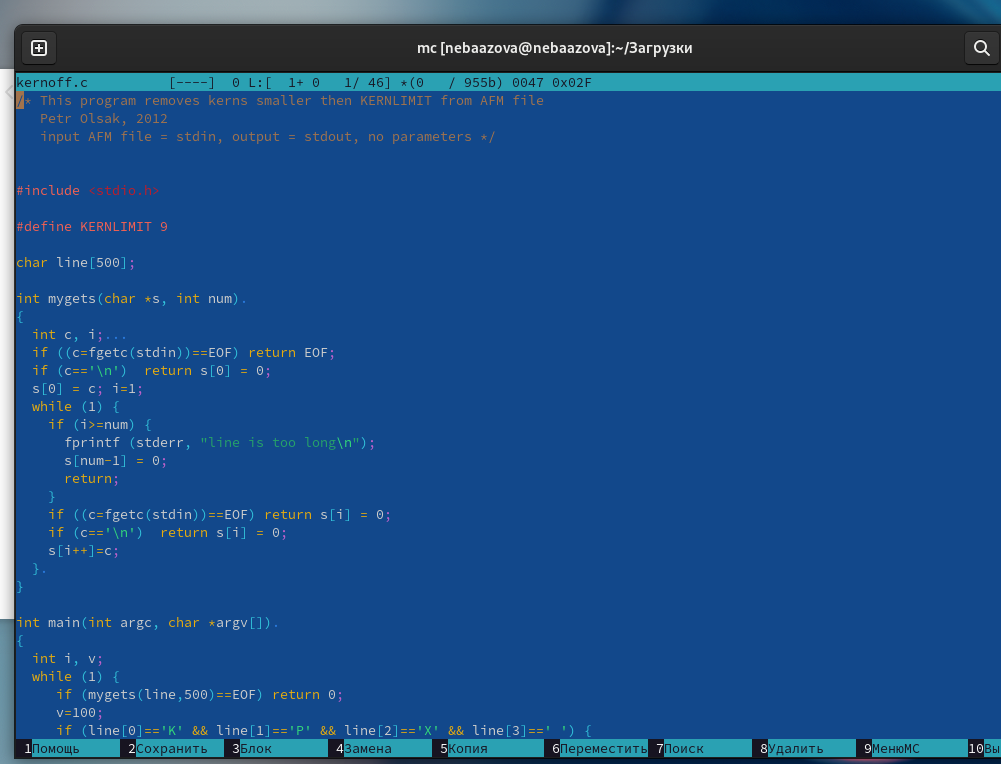 mc [nebaazova@nebaazova]:~/Загрузки
kernoff.c          [----]  0 L:[  1+ 0   1/ 46] *(0   / 955b) 0047 0x02F
/* This program removes kerns smaller then KERNLIMIT from AFM file
   Petr Olsak, 2012
   input AFM file = stdin, output = stdout, no parameters */
#include <stdio.h>
#define KERNLIMIT 9
char line[500];
int mygets(char *s, int num).
{
  int c, i;...
  if ((c=fgetc(stdin))==EOF) return EOF;
  if (c=='\n')  return s[0] = 0;
  s[0] = c; i=1;
  while (1) {
    if (i>=num) {
      fprintf (stderr, "line is too long\n");
      s[num-1] = 0;
      return;
    }
    if ((c=fgetc(stdin))==EOF) return s[i] = 0;
    if (c=='\n')  return s[i] = 0;
    s[i++]=c;
  }.
}
int main(int argc, char *argv[]).
{
  int i, v;
  while (1) {
     if (mygets(line,500)==EOF) return 0;
     v=100;
     if (line[0]=='K' && line[1]=='P' && line[2]=='X' && line[3]==' ') {
1Помощь 2Сохранить 3Блок 4Замена 5Копия 6Переместить 7Поиск 8Удалить 9МенюМС 10Вы